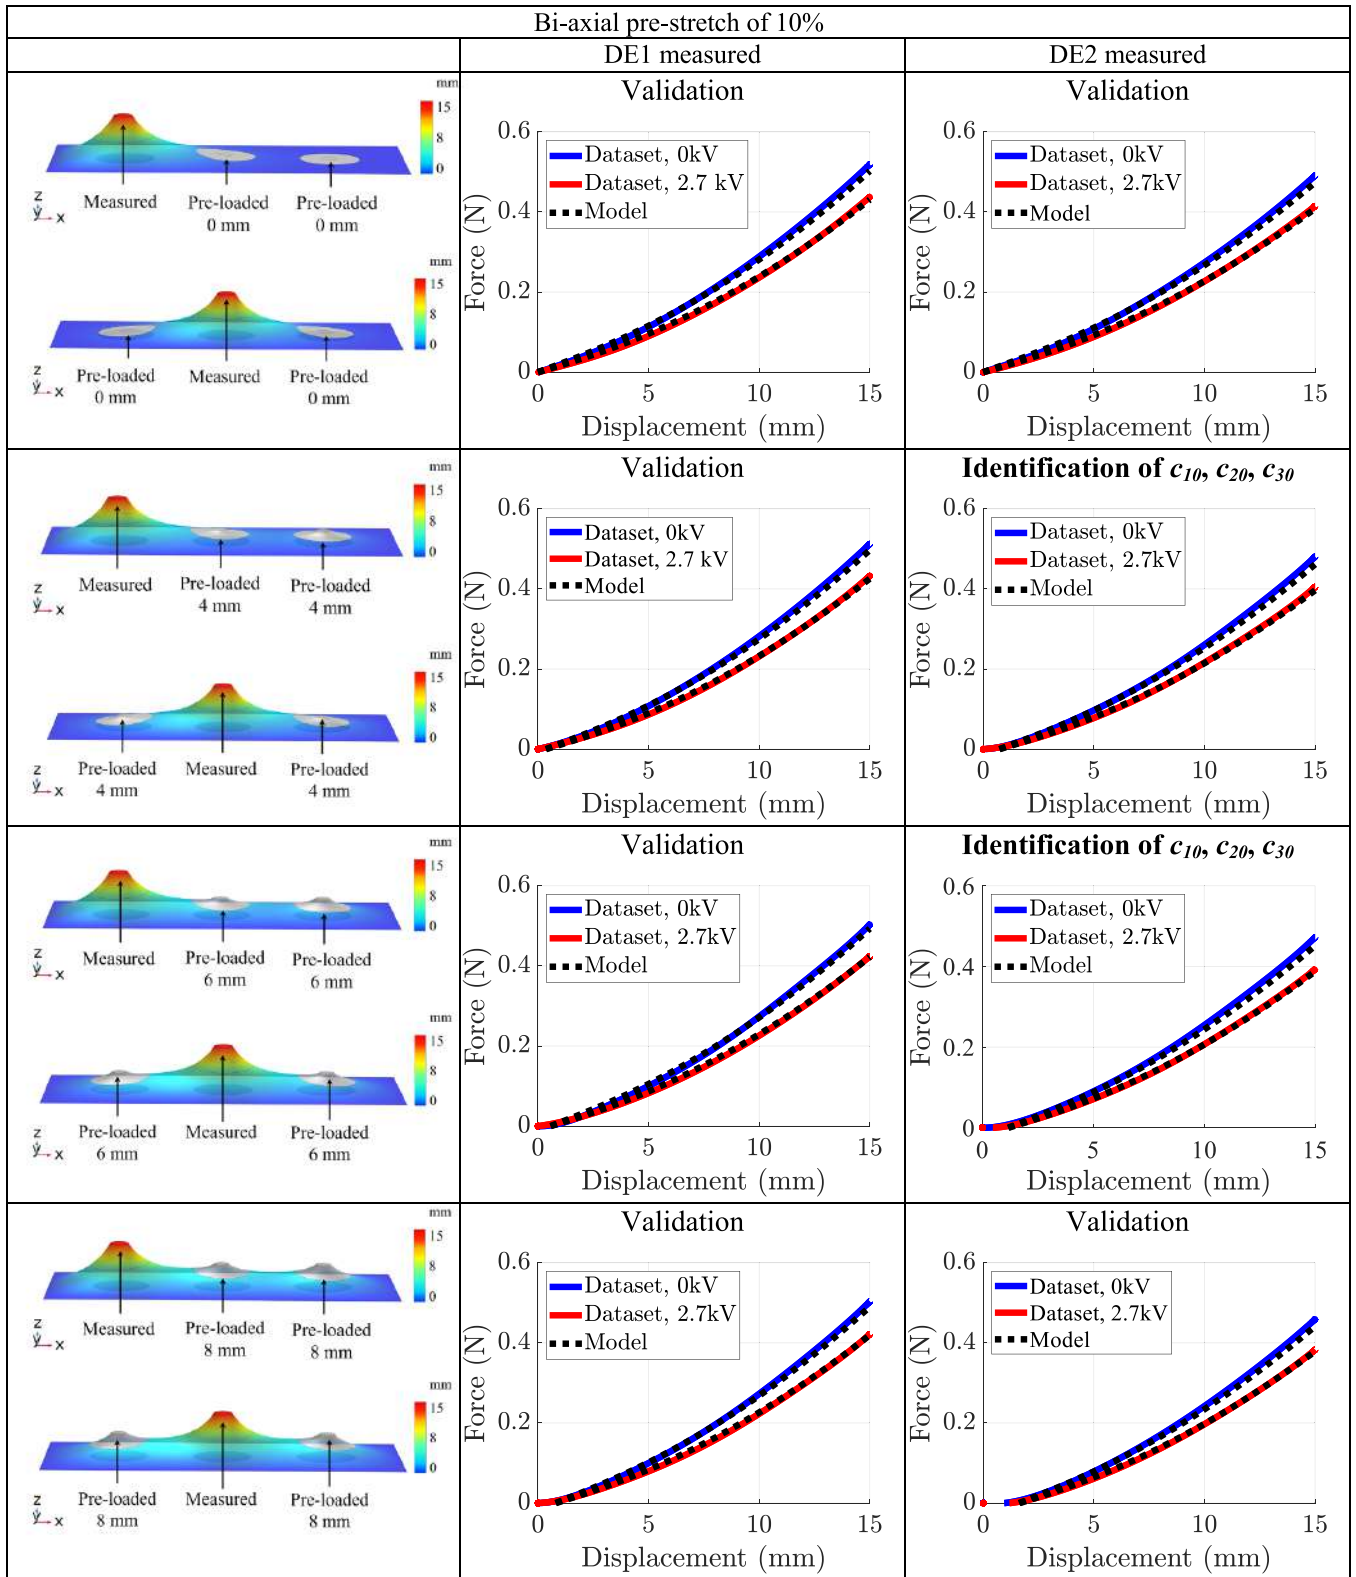 Bi-axial pre-stretch of 10%
DE1 measured
DE2 measured
mm
15
8
0
z
y
x
Measured
Pre-loaded
0 mm
Pre-loaded
0 mm
mm
15
8
0
z
y
x
Pre-loaded
0 mm
Measured
Pre-loaded
0 mm
Validation
0.6
0.4
0.2
0
Force (N)
Dataset, 0kV
Dataset, 2.7 kV
Model
0
5
10
15
Displacement (mm)
Validation
0.6
0.4
0.2
0
Force (N)
Dataset, 0kV
Dataset, 2.7kV
Model
0
5
10
15
Displacement (mm)
mm
15
8
0
z
y
x
Measured
Pre-loaded
4 mm
Pre-loaded
4 mm
mm
15
8
0
z
y
x
Pre-loaded
4 mm
Measured
Pre-loaded
4 mm
Validation
0.6
0.4
0.2
0
Force (N)
Dataset, 0kV
Dataset, 2.7 kV
Model
0
5
10
15
Displacement (mm)
Identification of c10, c20, c30
0.6
0.4
0.2
0
Force (N)
Dataset, 0kV
Dataset, 2.7kV
Model
0
5
10
15
Displacement (mm)
mm
15
8
0
z
y
x
Measured
Pre-loaded
6 mm
Pre-loaded
6 mm
mm
15
8
0
z
y
x
Pre-loaded
6 mm
Measured
Pre-loaded
6 mm
Validation
0.6
0.4
0.2
0
Force (N)
Dataset, 0kV
Dataset, 2.7kV
Model
0
5
10
15
Displacement (mm)
Identification of c10, c20, c30
0.6
0.4
0.2
0
Force (N)
Dataset, 0kV
Dataset, 2.7kV
Model
0
5
10
15
Displacement (mm)
mm
15
8
0
z
y
x
Measured
Pre-loaded
8 mm
Pre-loaded
8 mm
mm
15
8
0
z
y
x
Pre-loaded
8 mm
Measured
Pre-loaded
8 mm
Validation
0.6
0.4
0.2
0
Force (N)
Dataset, 0kV
Dataset, 2.7kV
Model
0
5
10
15
Displacement (mm)
Validation
0.6
0.4
0.2
0
Force (N)
Dataset, 0kV
Dataset, 2.7kV
Model
0
5
10
15
Displacement (mm)